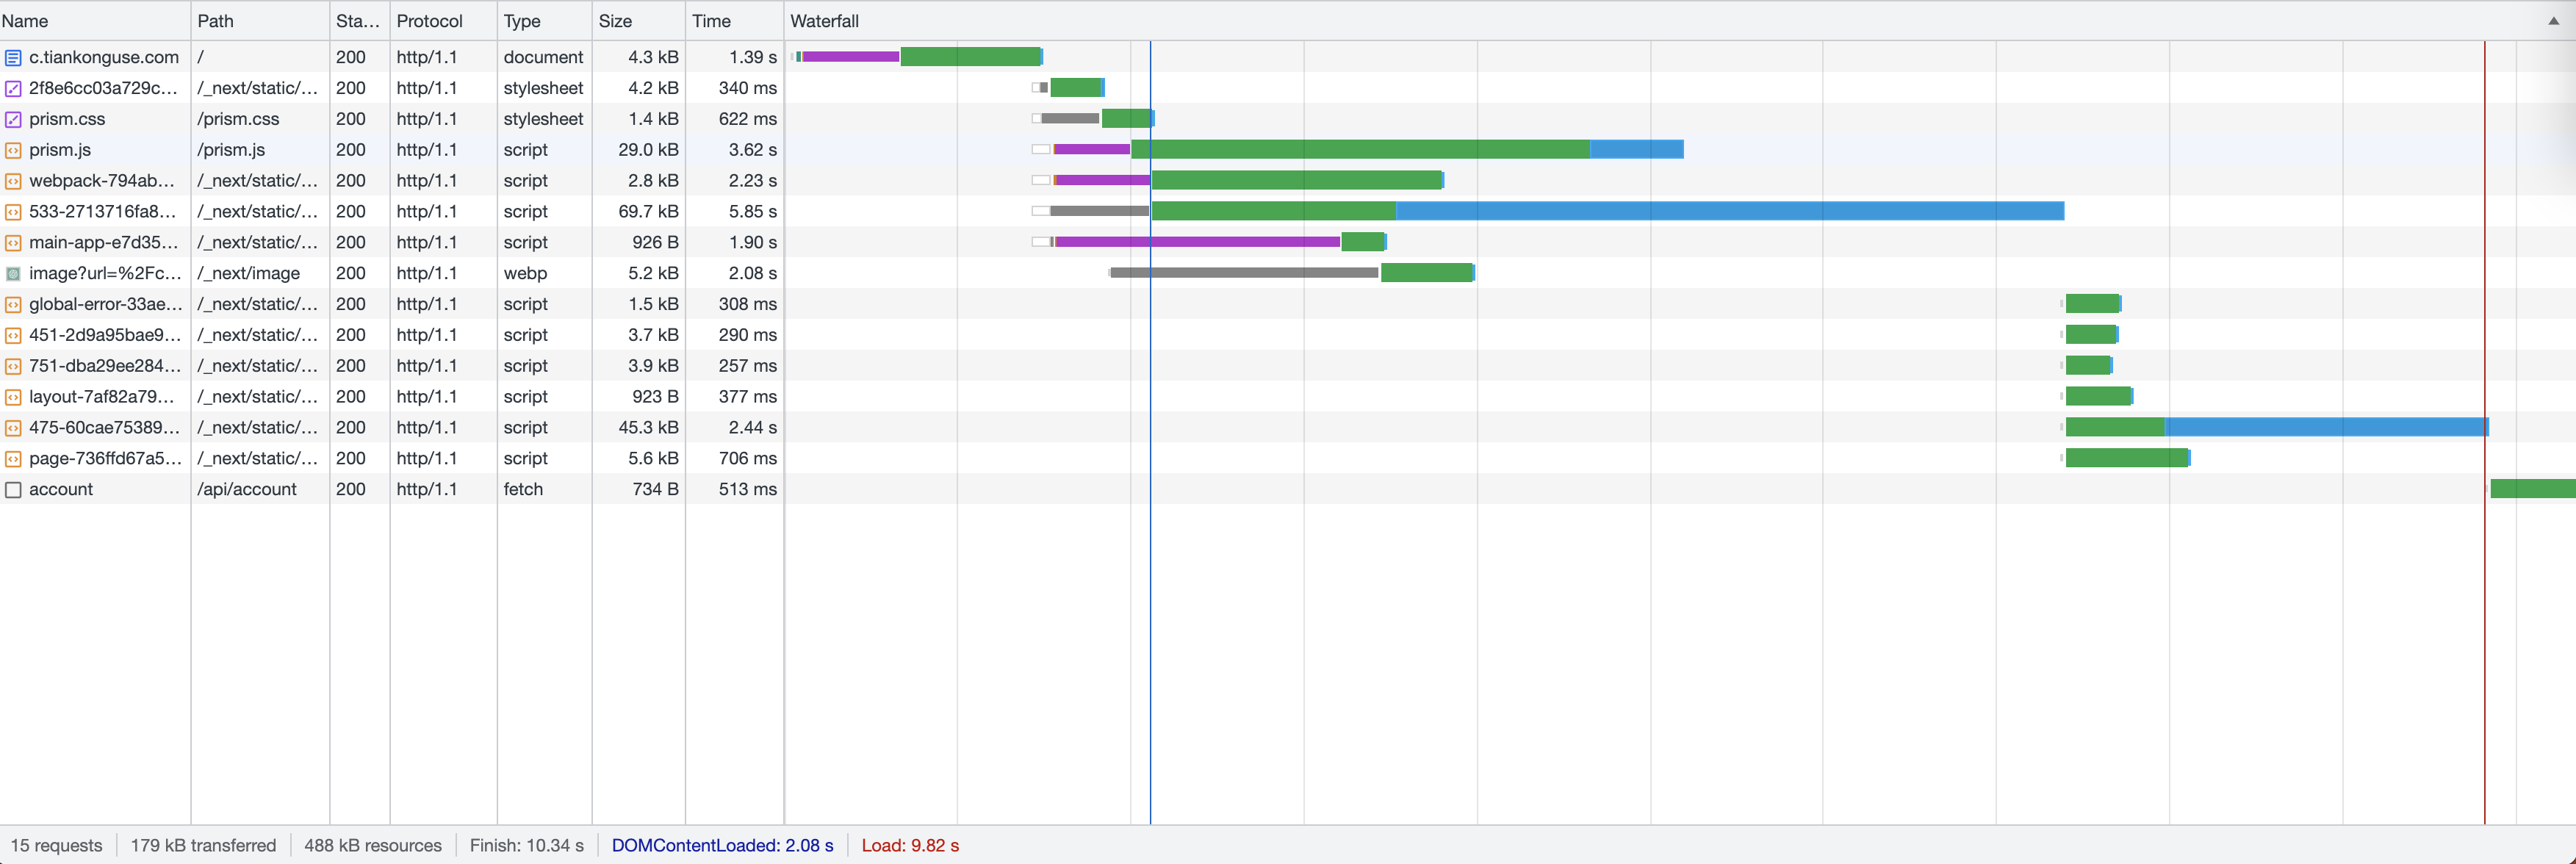 Name Path Sta... Protocol Type Size Time Waterfall
c.tiankonguse.com / 200 http/1.1 document 4.3 kB 1.39 s
2f8e6cc03a729c... /_next/static/... 200 http/1.1 stylesheet 4.2 kB 340 ms
prism.css /prism.css 200 http/1.1 stylesheet 1.4 kB 622 ms
prism.js /prism.js 200 http/1.1 script 29.0 kB 3.62 s
webpack-794ab... /_next/static/... 200 http/1.1 script 2.8 kB 2.23 s
533-2713716fa8... /_next/static/... 200 http/1.1 script 69.7 kB 5.85 s
main-app-e7d35... /_next/static/... 200 http/1.1 script 926 B 1.90 s
image?url=%2Fc... /_next/image 200 http/1.1 webp 5.2 kB 2.08 s
global-error-33ae... /_next/static/... 200 http/1.1 script 1.5 kB 308 ms
451-2d9a95bae9... /_next/static/... 200 http/1.1 script 3.7 kB 290 ms
751-dba29ee284... /_next/static/... 200 http/1.1 script 3.9 kB 257 ms
layout-7af82a79... /_next/static/... 200 http/1.1 script 923 B 377 ms
475-60cae75389... /_next/static/... 200 http/1.1 script 45.3 kB 2.44 s
page-736ffd67a5... /_next/static/... 200 http/1.1 script 5.6 kB 706 ms
account /api/account 200 http/1.1 fetch 734 B 513 ms
15 requests 179 kB transferred 488 kB resources Finish: 10.34 s DOMContentLoaded: 2.08 s Load: 9.82 s